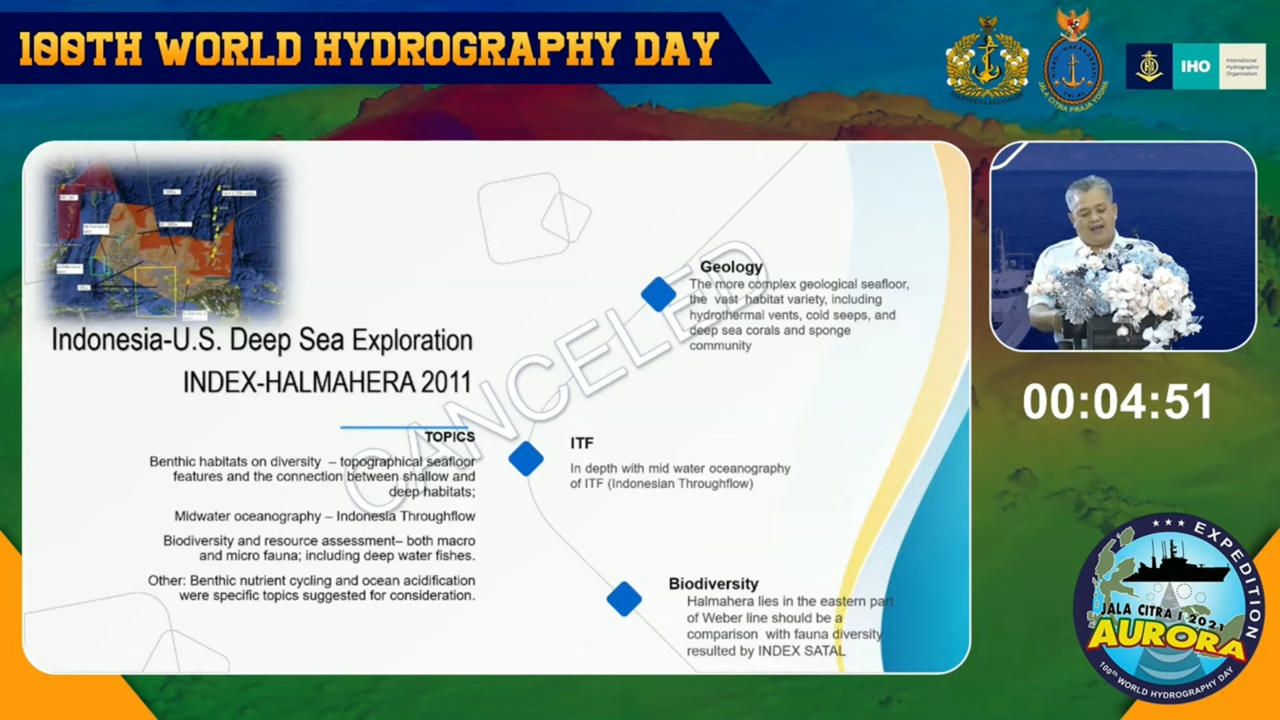 100TH WORLD HYDROGRAPHY DAY
IHO
International
Hydrographic
Organization
Indonesia-U.S. Deep Sea Exploration
INDEX-HALMAHERA 2011
CANCELED
TOPICS
Benthic habitats on diversity – topographical seafloor
features and the connection between shallow and
deep habitats;
Midwater oceanography – Indonesia Throughflow
Biodiversity and resource assessment– both macro
and micro fauna; including deep water fishes.
Other: Benthic nutrient cycling and ocean acidification
were specific topics suggested for consideration.
Geology
The more complex geological seafloor,
the vast habitat variety, including
hydrothermal vents, cold seeps, and
deep sea corals and sponge
community
ITF
In depth with mid water oceanography
of ITF (Indonesian Throughflow)
Biodiversity
Halmahera lies in the eastern part
of Weber line should be a
comparison with fauna diversity
resulted by INDEX SATAL
00:04:51
EXPEDITION
JALA CITRA I 2021
AURORA
100th WORLD HYDROGRAPHY DAY